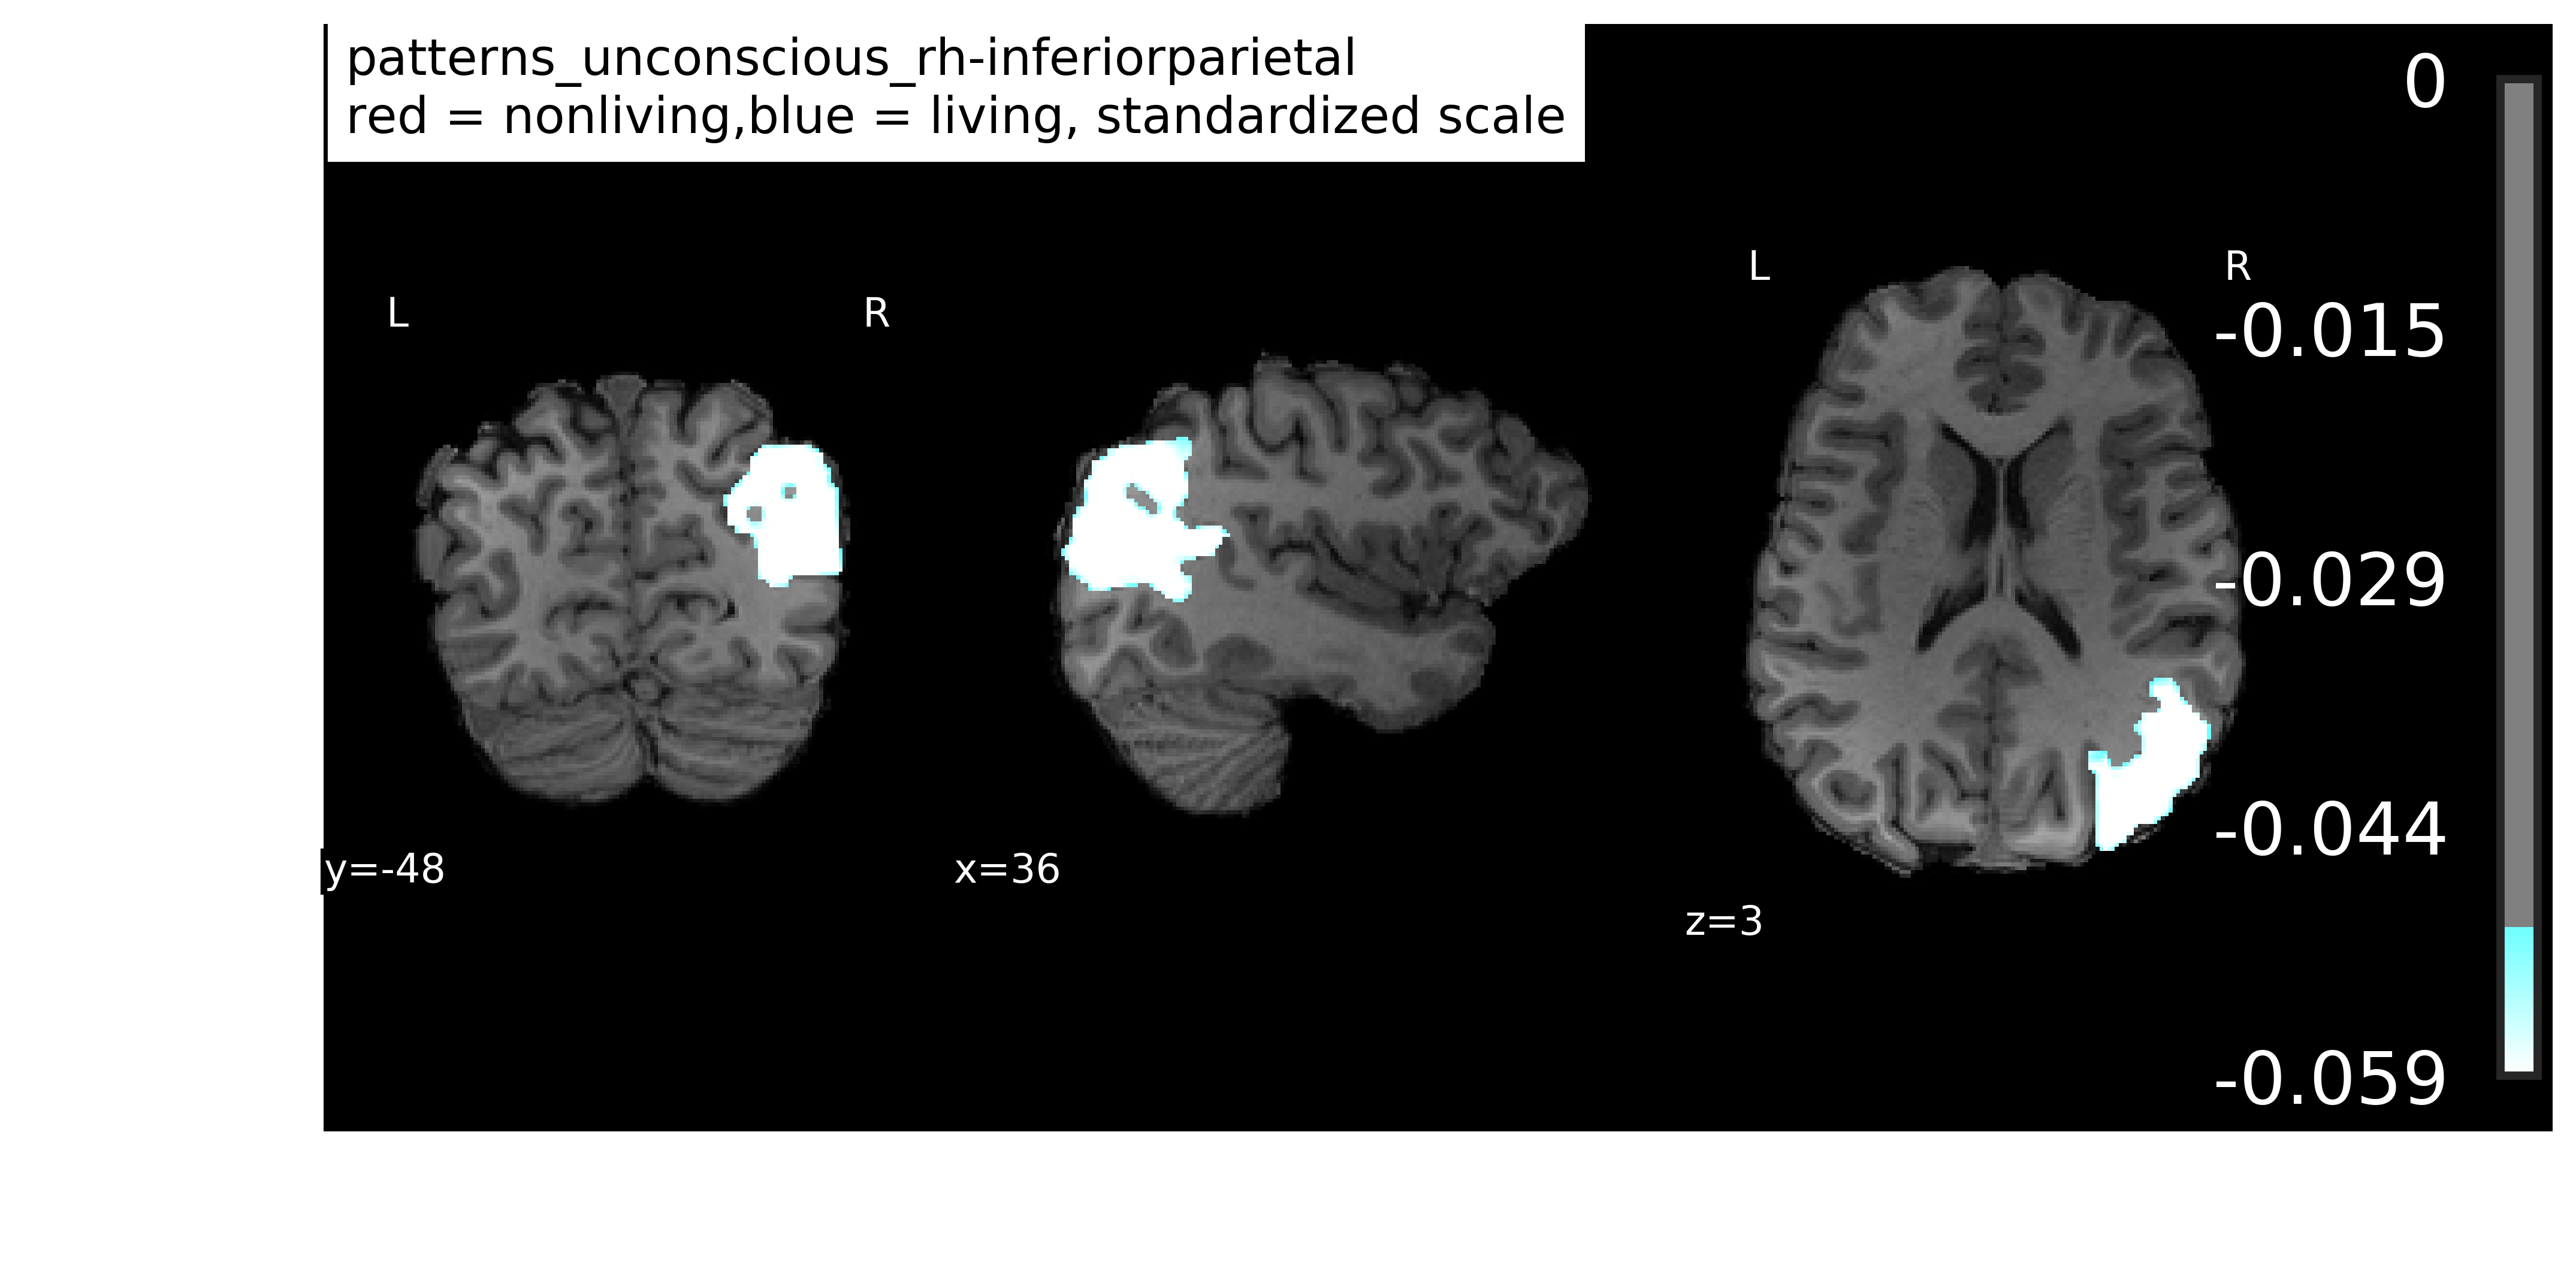 patterns_unconscious_rh-inferiorparietal
red = nonliving,blue = living, standardized scale
L
R
y=-48
x=36
L
R
z=3
0
-0.015
-0.029
-0.044
-0.059